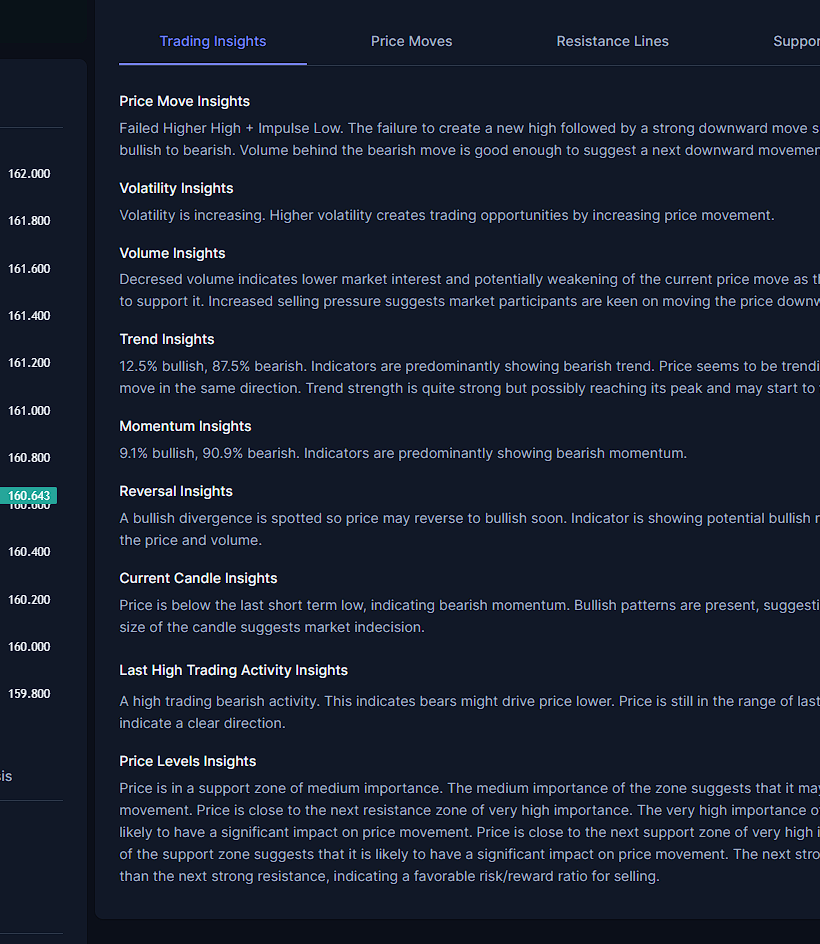 Trading Insights
Price Moves
Resistance Lines
Suppor
Price Move Insights
Failed Higher High + Impulse Low. The failure to create a new high followed by a strong downward move s
bullish to bearish. Volume behind the bearish move is good enough to suggest a next downward movemen
Volatility Insights
Volatility is increasing. Higher volatility creates trading opportunities by increasing price movement.
Volume Insights
Decresed volume indicates lower market interest and potentially weakening of the current price move as th
to support it. Increased selling pressure suggests market participants are keen on moving the price downw
Trend Insights
12.5% bullish, 87.5% bearish. Indicators are predominantly showing bearish trend. Price seems to be trendi
move in the same direction. Trend strength is quite strong but possibly reaching its peak and may start to
Momentum Insights
9.1% bullish, 90.9% bearish. Indicators are predominantly showing bearish momentum.
Reversal Insights
A bullish divergence is spotted so price may reverse to bullish soon. Indicator is showing potential bullish r
the price and volume.
Current Candle Insights
Price is below the last short term low, indicating bearish momentum. Bullish patterns are present, suggesti
size of the candle suggests market indecision.
Last High Trading Activity Insights
A high trading bearish activity. This indicates bears might drive price lower. Price is still in the range of last
indicate a clear direction.
Price Levels Insights
Price is in a support zone of medium importance. The medium importance of the zone suggests that it may
movement. Price is close to the next resistance zone of very high importance. The very high importance o
likely to have a significant impact on price movement. Price is close to the next support zone of very high i
of the support zone suggests that it is likely to have a significant impact on price movement. The next stro
than the next strong resistance, indicating a favorable risk/reward ratio for selling.
162.000
161.800
161.600
161.400
161.200
161.000
160.800
160.643
160.600
160.400
160.200
160.000
159.800
sis